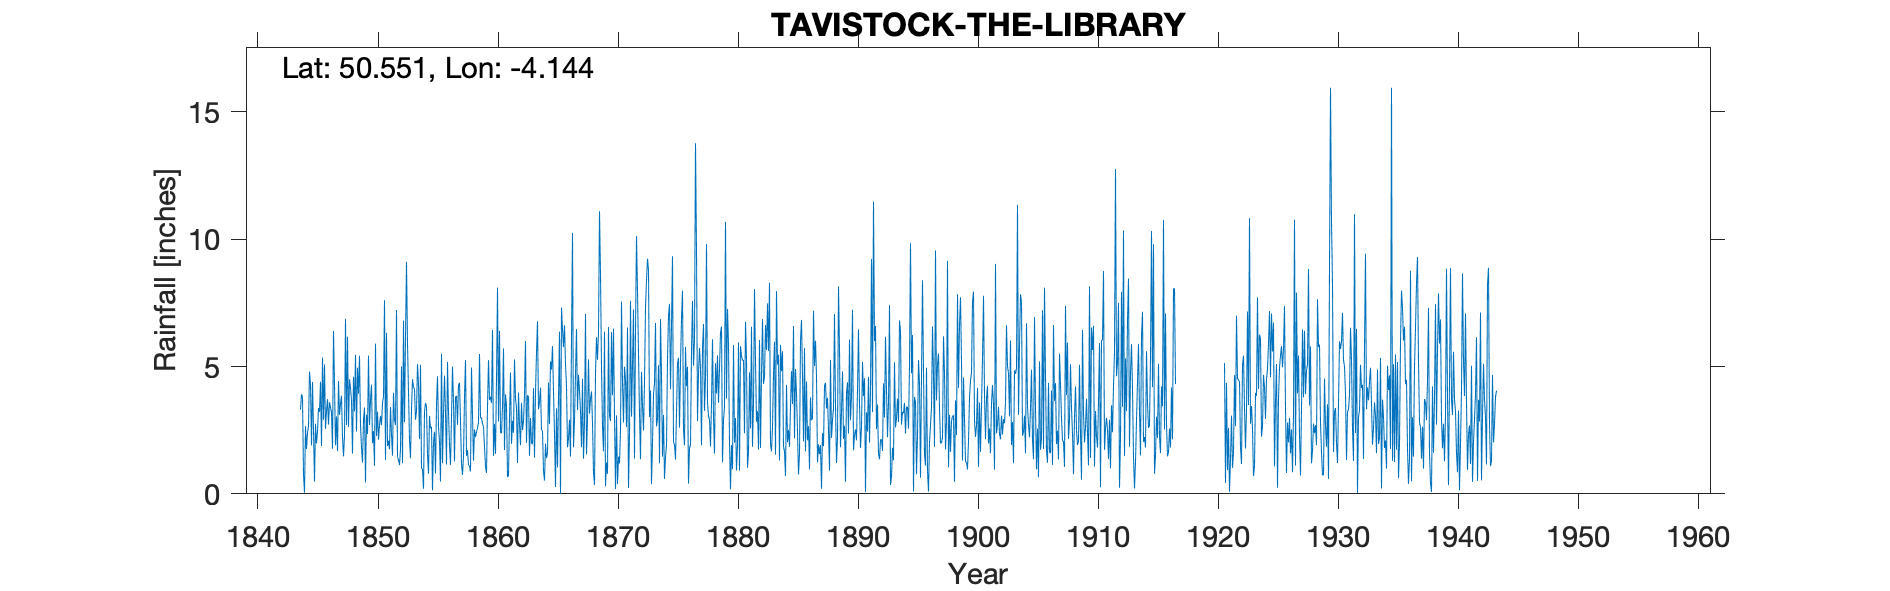 TAVISTOCK-THE-LIBRARY
Lat: 50.551, Lon: -4.144
15
10
5
0
Rainfall [inches]
1840 1850 1860 1870 1880 1890 1900 1910 1920 1930 1940 1950 1960
Year